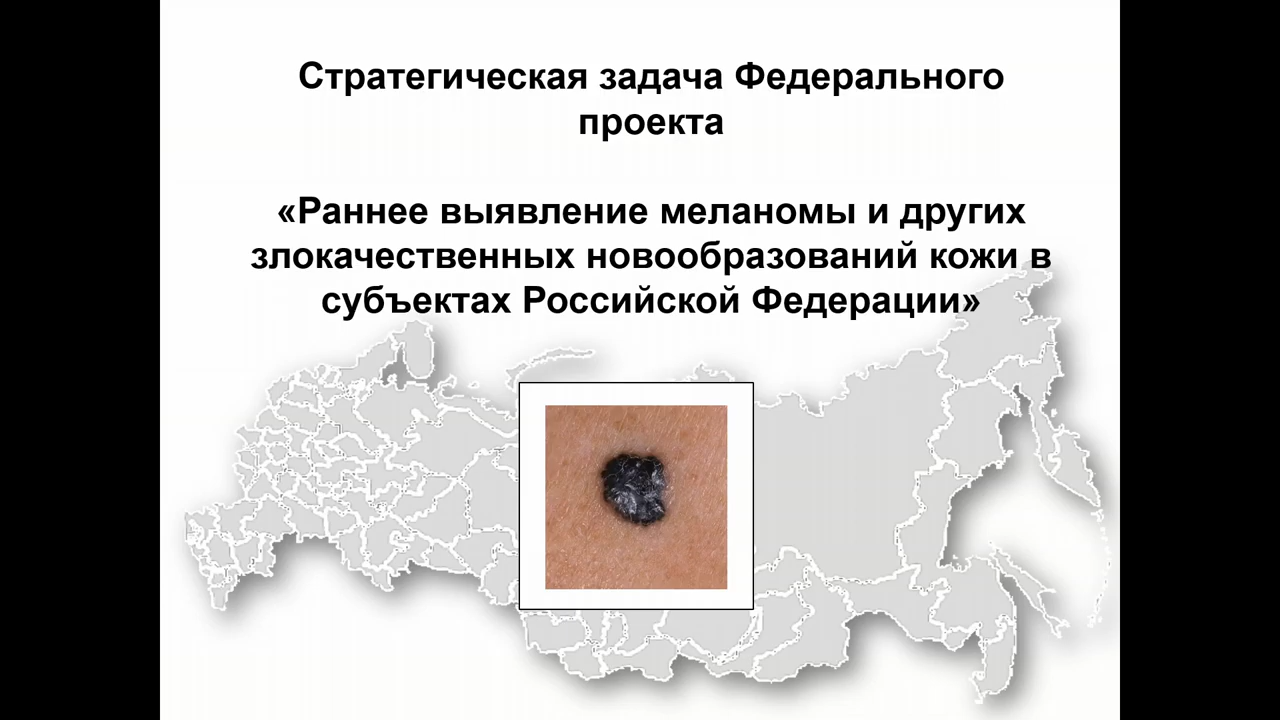 Стратегическая задача Федерального
проекта
«Раннее выявление меланомы и других
злокачественных новообразований кожи в
субъектах Российской Федерации»